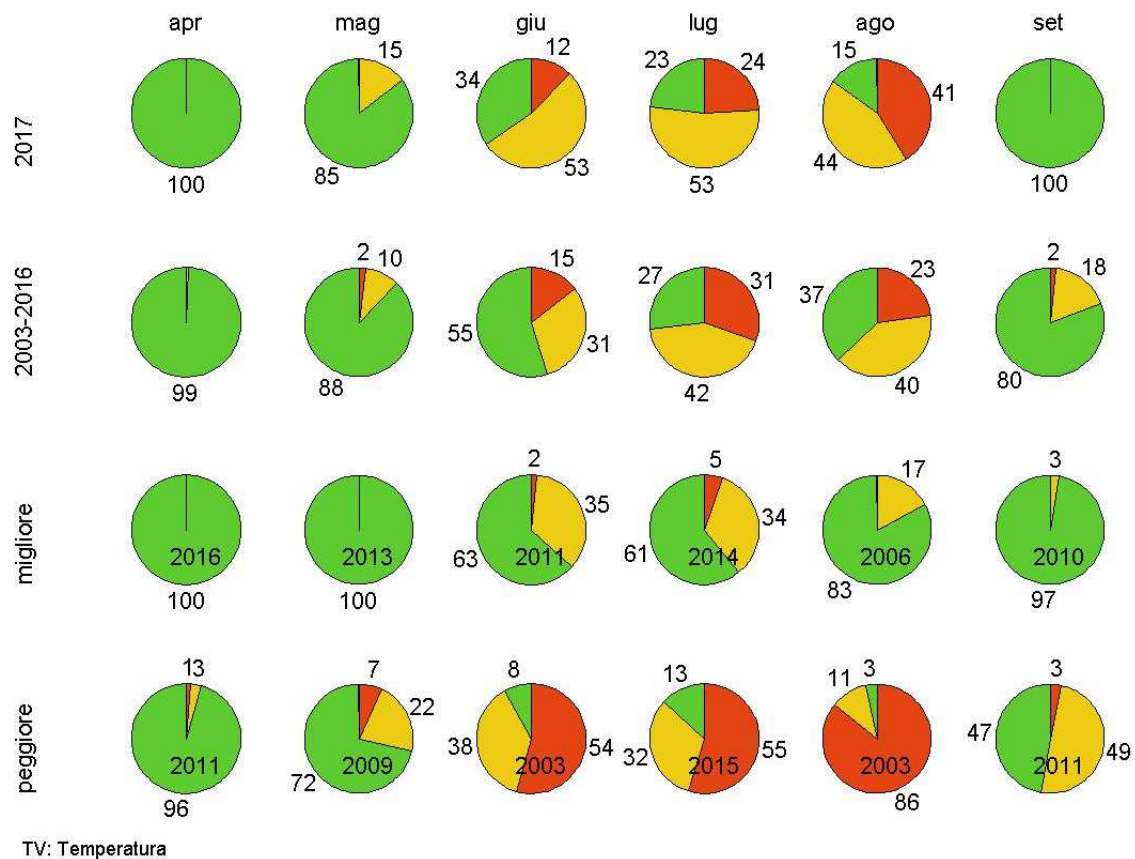 apr mag giu lug ago set
2017
15 12 24 15 41
34 23
100 85 53 53 44 100
2003-2016
2 10 15 31 23 2 18
55 27 37
99 88 31 42 40 80
migliore
2 35 5 34 17 3
2016 2013 63 2011 61 2014 2006 2010
100 100 83 97
peggiore
13 7 22 8 13 11 3 3
38 54 32 55 47 49
2011 2009 2003 2015 2003 2011
96 72 86
TV: Temperatura